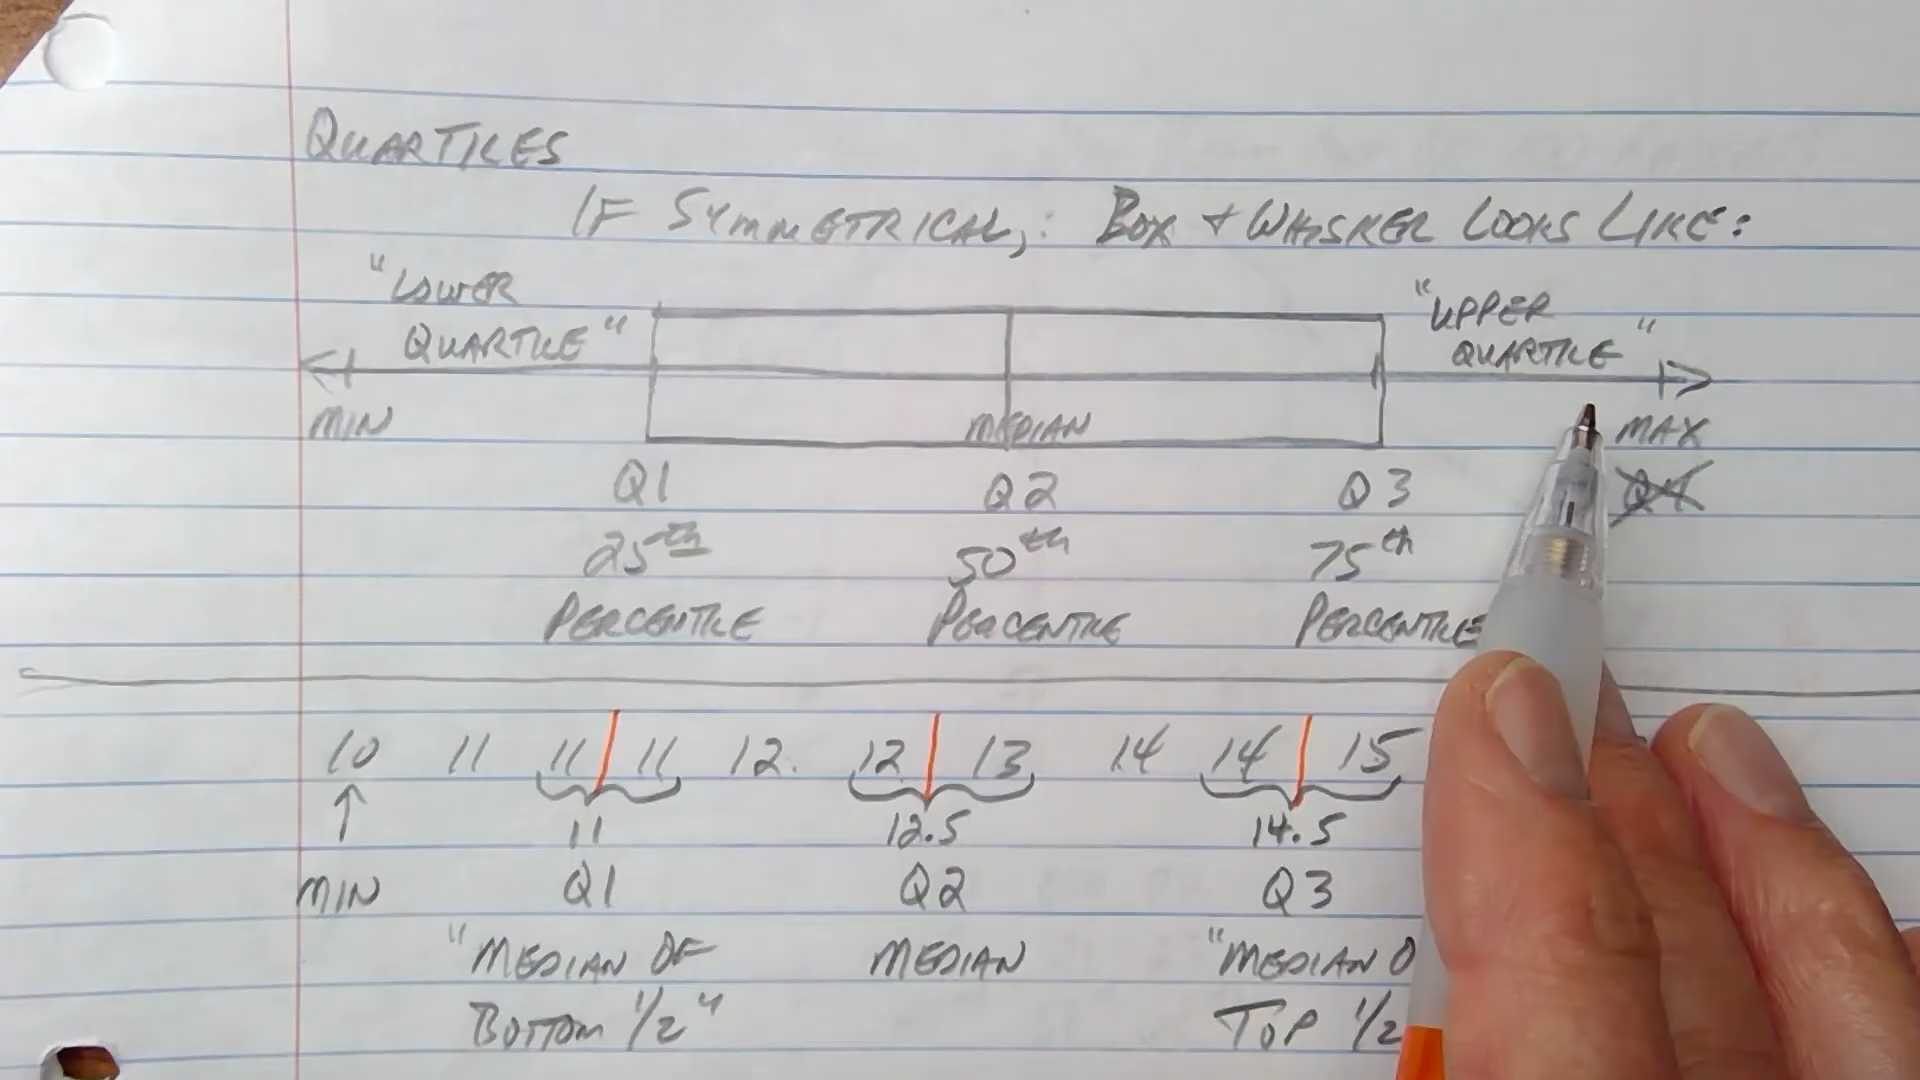 QUARTILES
IF SYMMETRICAL,: BOX + WHISKER LOOKS LIKE:
"LOWER
QUARTILE"
"UPPER
QUARTILE"
MIN
MEDIAN
MAX
Q1 Q2 Q3 Q4
25th 50th 75th
PERCENTILE PERCENTILE PERCENTILE
10 11 11 11 12. 12 13 14 14 15
11 12.5 14.5
MIN Q1 Q2 Q3
"MEDIAN OF MEDIAN "MEDIAN O
BOTTOM 1/2" TOP 1/2